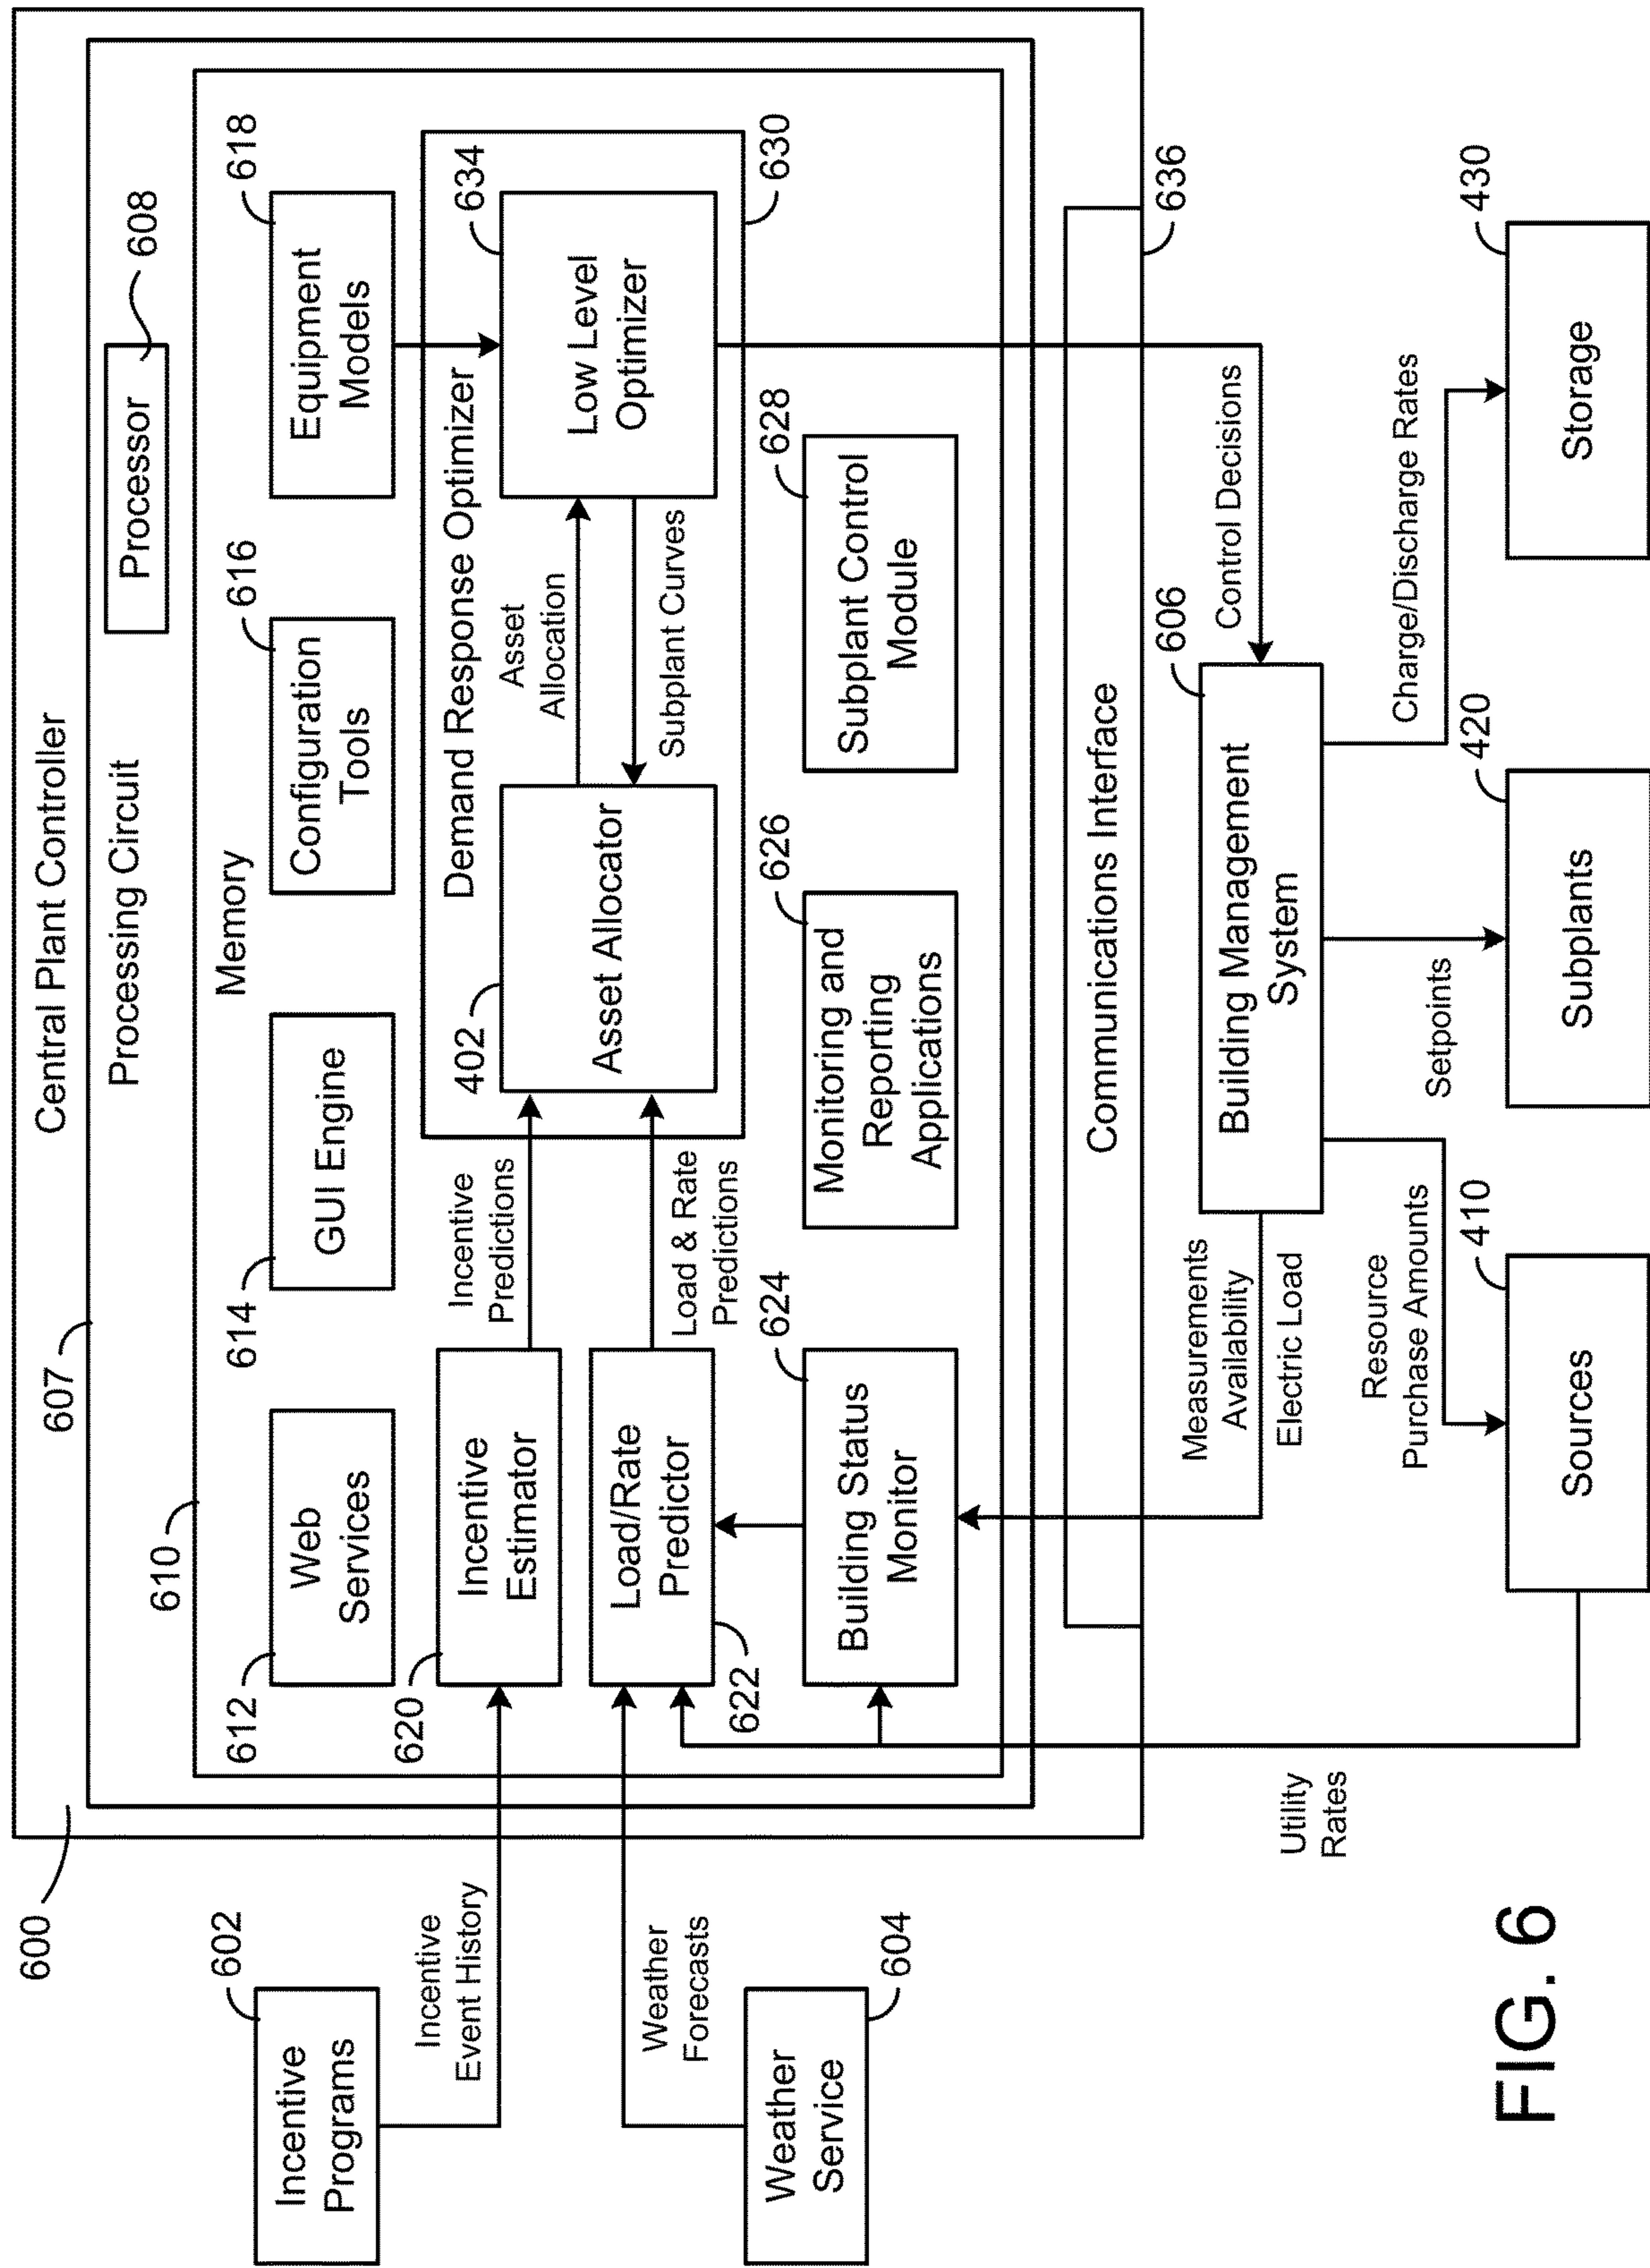 600
Central Plant Controller
607
Processing Circuit
Processor
608
610
Memory
612
Web
Services
614
GUI Engine
616
Configuration
Tools
618
Equipment
Models
602
Incentive
Programs
Incentive
Event History
620
Incentive
Estimator
Incentive
Predictions
Demand Response Optimizer
402
Asset Allocator
Asset
Allocation
Subplant Curves
634
Low Level
Optimizer
630
Weather
Forecasts
Weather
Service
604
Load/Rate
Predictor
622
Load & Rate
Predictions
624
Building Status
Monitor
626
Monitoring and
Reporting
Applications
628
Subplant Control
Module
Communications Interface
636
Measurements
Availability
Electric Load
606
Building Management
System
Control Decisions
Utility
Rates
Resource
Purchase Amounts
Setpoints
Charge/Discharge Rates
410
Sources
420
Subplants
430
Storage
FIG. 6